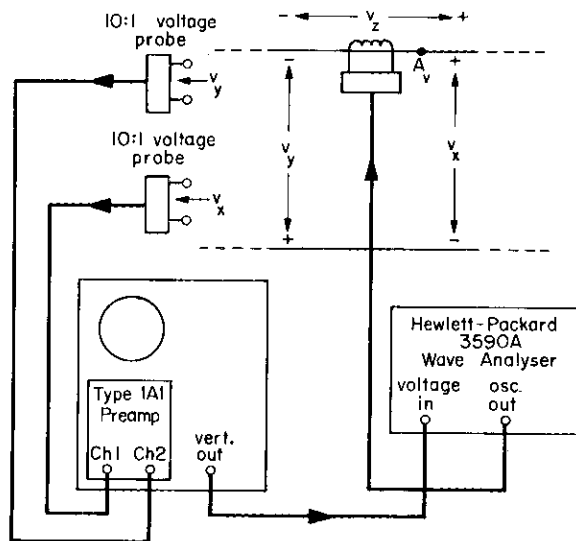 10:1 voltage
probe
v
y
10:1 voltage
probe
v
x
- v +
z
A
v
- +
v
y
v
x
+ -
Type 1A1
Preamp
Ch1 Ch2
vert.
out
Hewlett-Packard
3590A
Wave Analyser
voltage osc.
in out